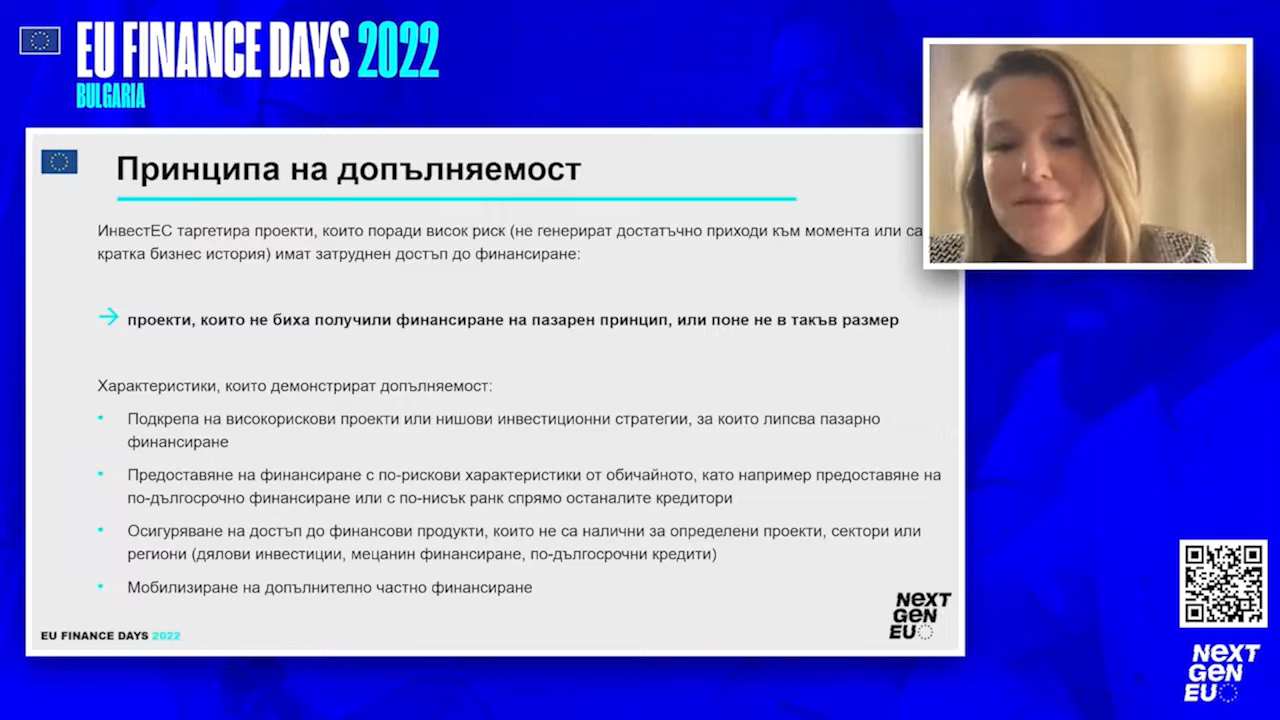 EU FINANCE DAYS 2022
BULGARIA
Принципа на допълняемост
ИнвестЕС таргетира проекти, които поради висок риск (не генерират достатъчно приходи към момента или
кратка бизнес история) имат затруднен достъп до финансиране:
→ проекти, които не биха получили финансиране на пазарен принцип, или поне не в такъв размер
Характеристики, които демонстрират допълняемост:
• Подкрепа на високорискови проекти или нишови инвестиционни стратегии, за които липсва пазарно
финансиране
• Предоставяне на финансиране с по-рискови характеристики от обичайното, като например предоставяне на
по-дългосрочно финансиране или с по-нисък ранк спрямо останалите кредитори
• Осигуряване на достъп до финансови продукти, които не са налични за определени проекти, сектори или
региони (дялови инвестиции, мецанин финансиране, по-дългосрочни кредити)
• Мобилизиране на допълнително частно финансиране
NEXT
GEN
EU
EU FINANCE DAYS 2022
NEXT
GEN
EU